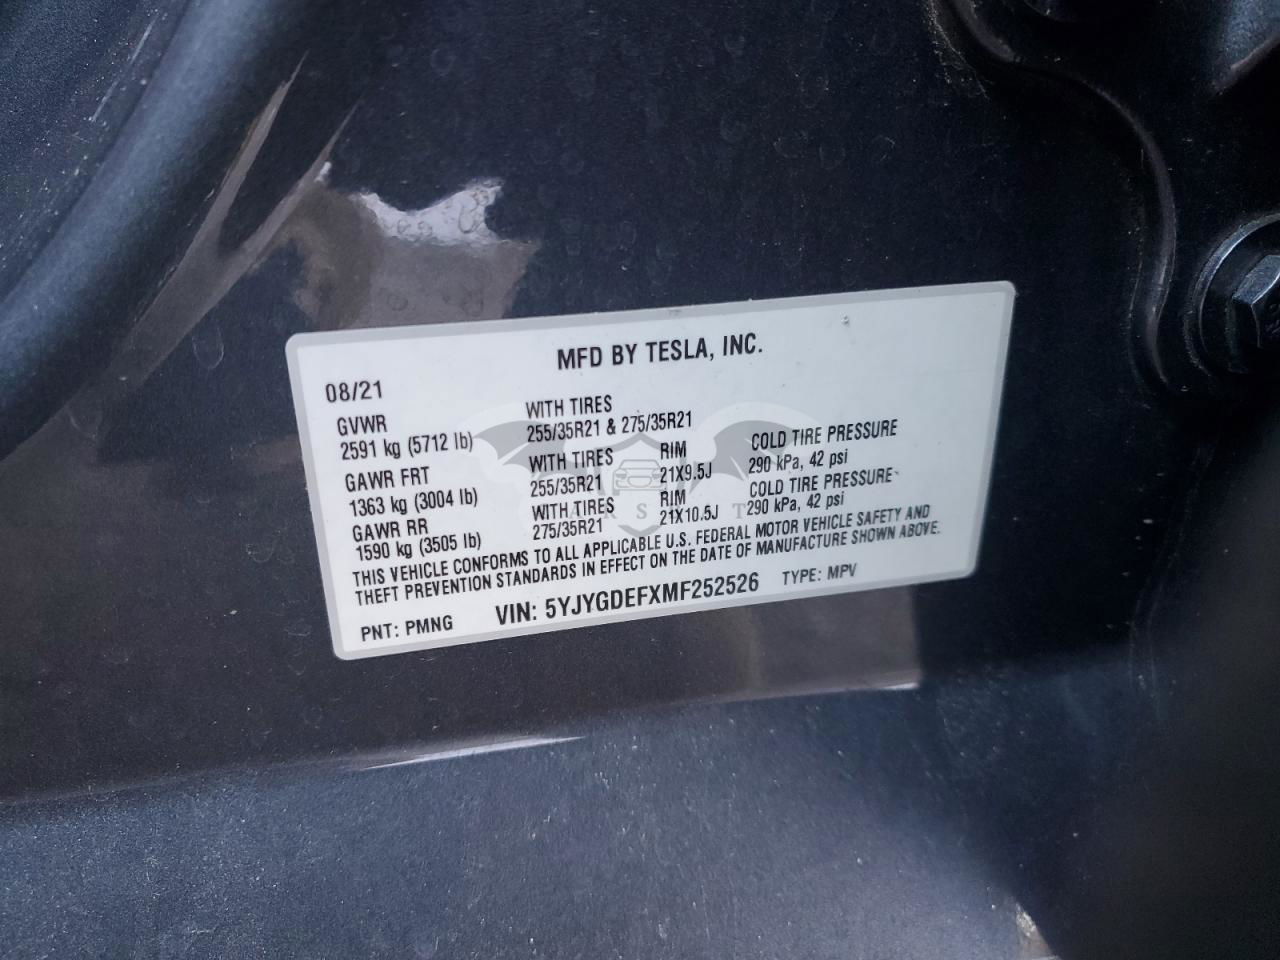 MFD BY TESLA, INC.
08/21
GVWR WITH TIRES
2591 kg (5712 lb) 255/35R21 & 275/35R21
GAWR FRT WITH TIRES RIM COLD TIRE PRESSURE
1363 kg (3004 lb) 255/35R21 21X9.5J 290 kPa, 42 psi
GAWR RR WITH TIRES RIM COLD TIRE PRESSURE
1590 kg (3505 lb) 275/35R21 21X10.5J 290 kPa, 42 psi
THIS VEHICLE CONFORMS TO ALL APPLICABLE U.S. FEDERAL MOTOR VEHICLE SAFETY AND
THEFT PREVENTION STANDARDS IN EFFECT ON THE DATE OF MANUFACTURE SHOWN ABOVE.
PNT: PMNG VIN: 5YJYGDEFXMF252526 TYPE: MPV